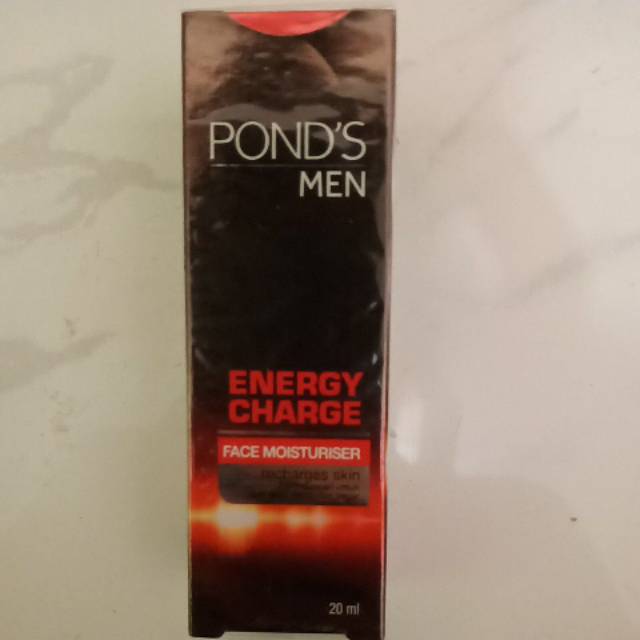 POND'S
MEN
ENERGY
CHARGE
FACE MOISTURISER
recharges skin
20 ml